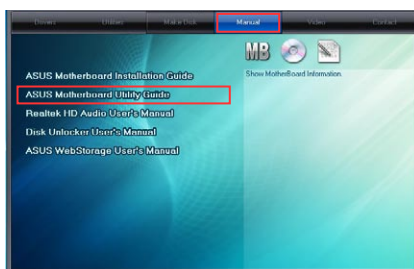 Drivers Utilities Make Disk Manual Video Contact
MB
Show MotherBoard Information.
ASUS Motherboard Installation Guide
ASUS Motherboard Utility Guide
Realtek HD Audio User's Manual
Disk Unlocker User's Manual
ASUS WebStorage User's Manual